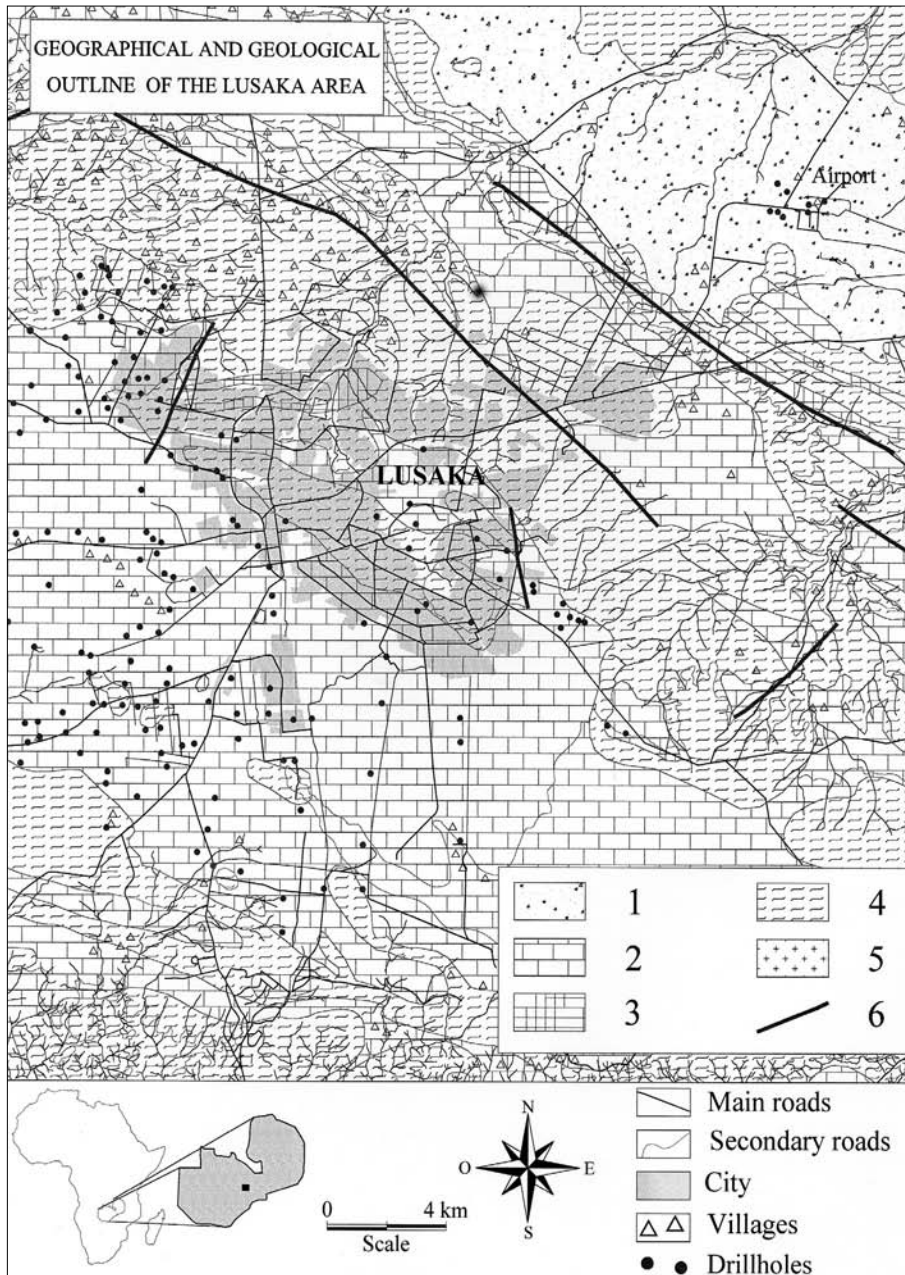 GEOGRAPHICAL AND GEOLOGICAL
OUTLINE OF THE LUSAKA AREA
Airport
LUSAKA
1
2
3
4
5
6
Main roads
Secondary roads
City
Villages
Drillholes
N
O
E
S
0
4 km
Scale